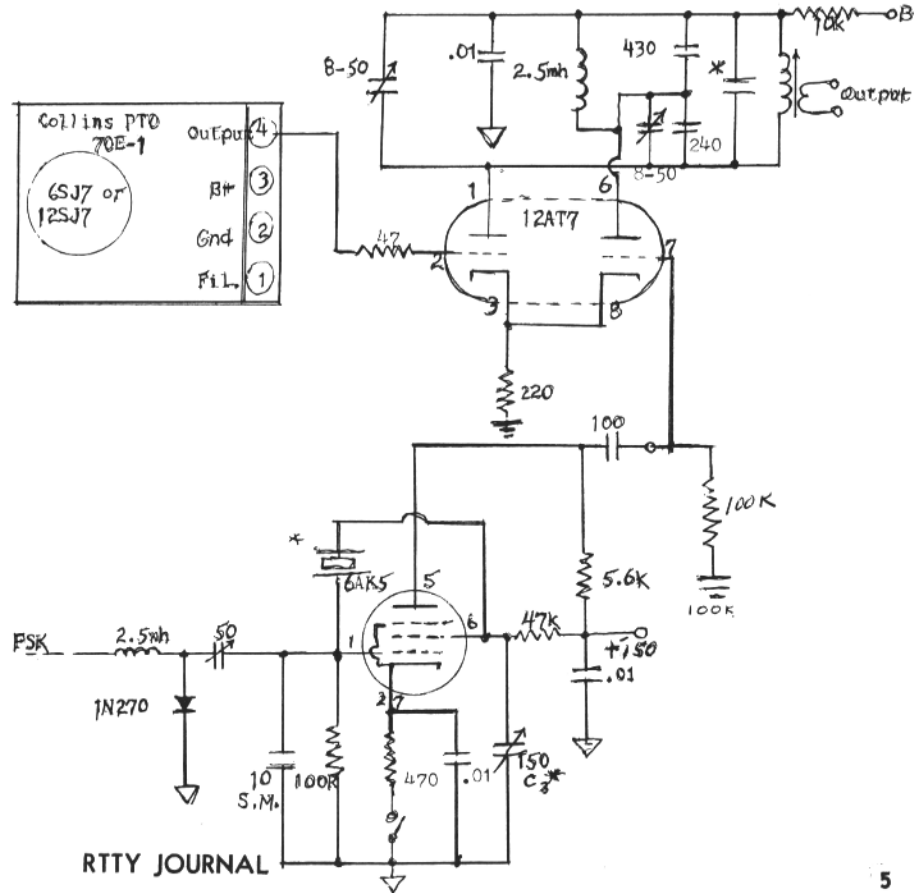 10K
B
.01
430
8-50
2.5mh
*
Output
Collins PTO
70E-1
Output 4
240
8-50
6SJ7 or
12SJ7
B+ 3
1
6
12AT7
Gnd 2
47
2
7
Fil. 1
3
8
220
100
100K
*
6AK5
5
5.6K
100K
6
47K
FSK
2.5mh
50
1
+150
.01
1N270
2 7
10
S.M.
100K
470
.01
150
C3*
RTTY JOURNAL
5